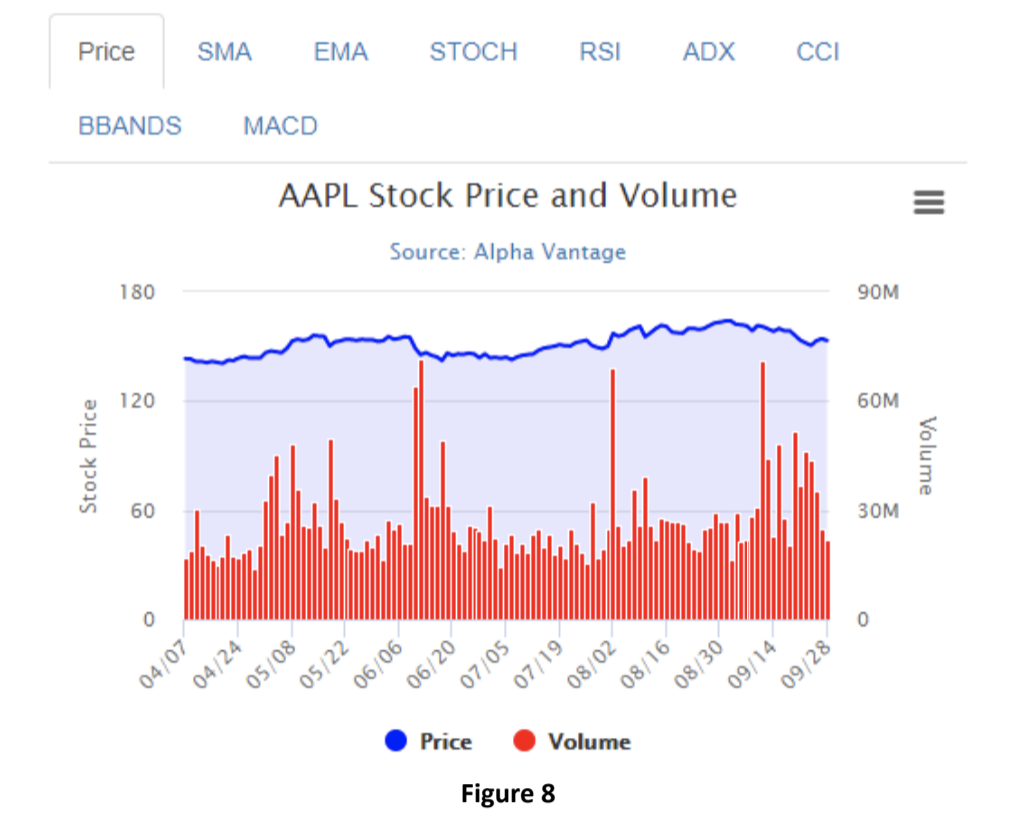 Price SMA EMA STOCH RSI ADX CCI
BBANDS MACD
AAPL Stock Price and Volume
Source: Alpha Vantage
180 90M
120 60M
60 30M
0 0
Stock Price
Volume
04/07 04/24 05/08 05/22 06/06 06/20 07/05 07/19 08/02 08/16 08/30 09/14 09/28
Price Volume
Figure 8